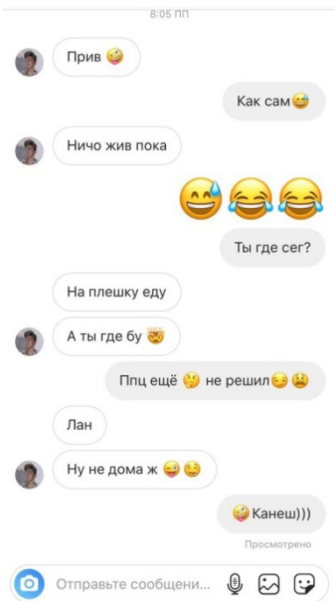 8:05 ПП
Прив 🤪
Как сам😅
Ничо жив пока
😅😂😂
Ты где сег?
На плешку еду
А ты где бу 🤯
Ппц ещё 🤔 не решил😏😫
Лан
Ну не дома ж 😜😉
🤪Канеш)))
Просмотрено
Отправьте сообщени...